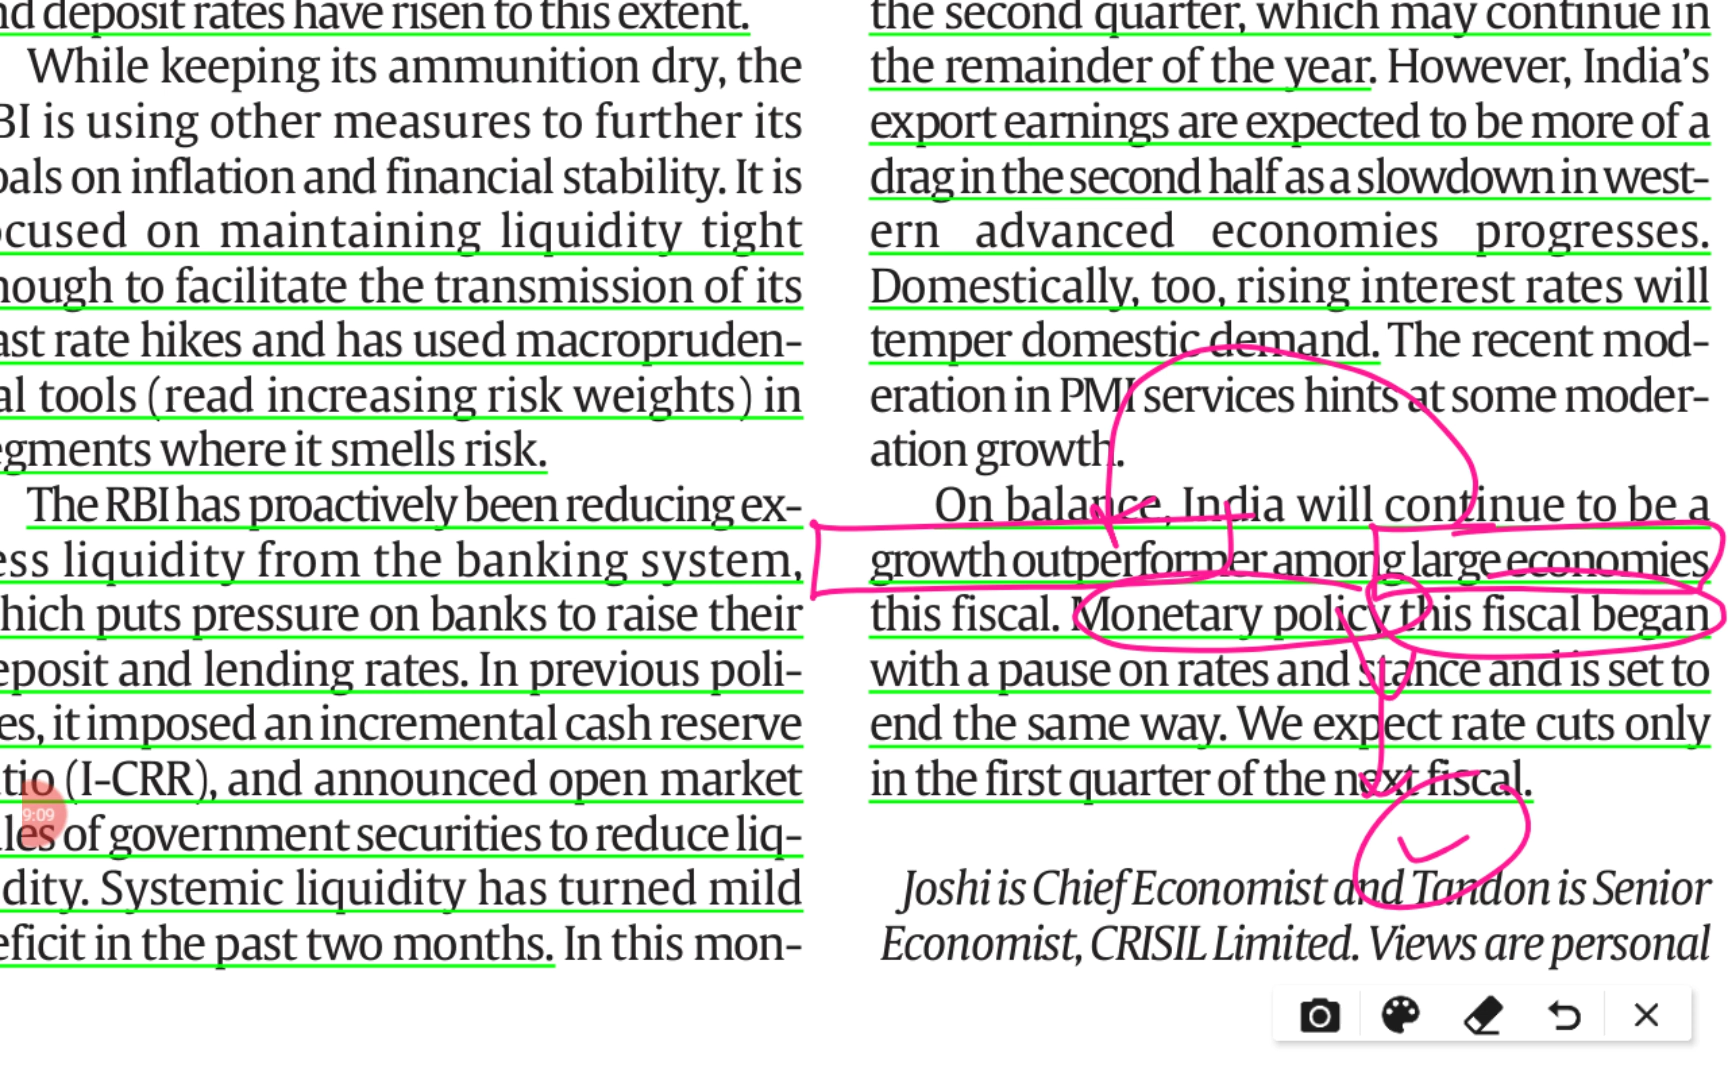 nd deposit rates have risen to this extent.
While keeping its ammunition dry, the
BI is using other measures to further its
oals on inflation and financial stability. It is
ocused on maintaining liquidity tight
nough to facilitate the transmission of its
ast rate hikes and has used macropruden-
al tools (read increasing risk weights) in
egments where it smells risk.
The RBI has proactively been reducing ex-
ess liquidity from the banking system,
hich puts pressure on banks to raise their
eposit and lending rates. In previous poli-
es, it imposed an incremental cash reserve
tio (I-CRR), and announced open market
9:09
les of government securities to reduce liq-
dity. Systemic liquidity has turned mild
eficit in the past two months. In this mon-
the second quarter, which may continue in
the remainder of the year. However, India's
export earnings are expected to be more of a
drag in the second half as a slowdown in west-
ern advanced economies progresses.
Domestically, too, rising interest rates will
temper domestic demand. The recent mod-
eration in PMI services hints at some moder-
ation growth.
On balance, India will continue to be a
growth outperformer among large economies
this fiscal. Monetary policy this fiscal began
with a pause on rates and stance and is set to
end the same way. We expect rate cuts only
in the first quarter of the next fiscal.
Joshi is Chief Economist and Tandon is Senior
Economist, CRISIL Limited. Views are personal